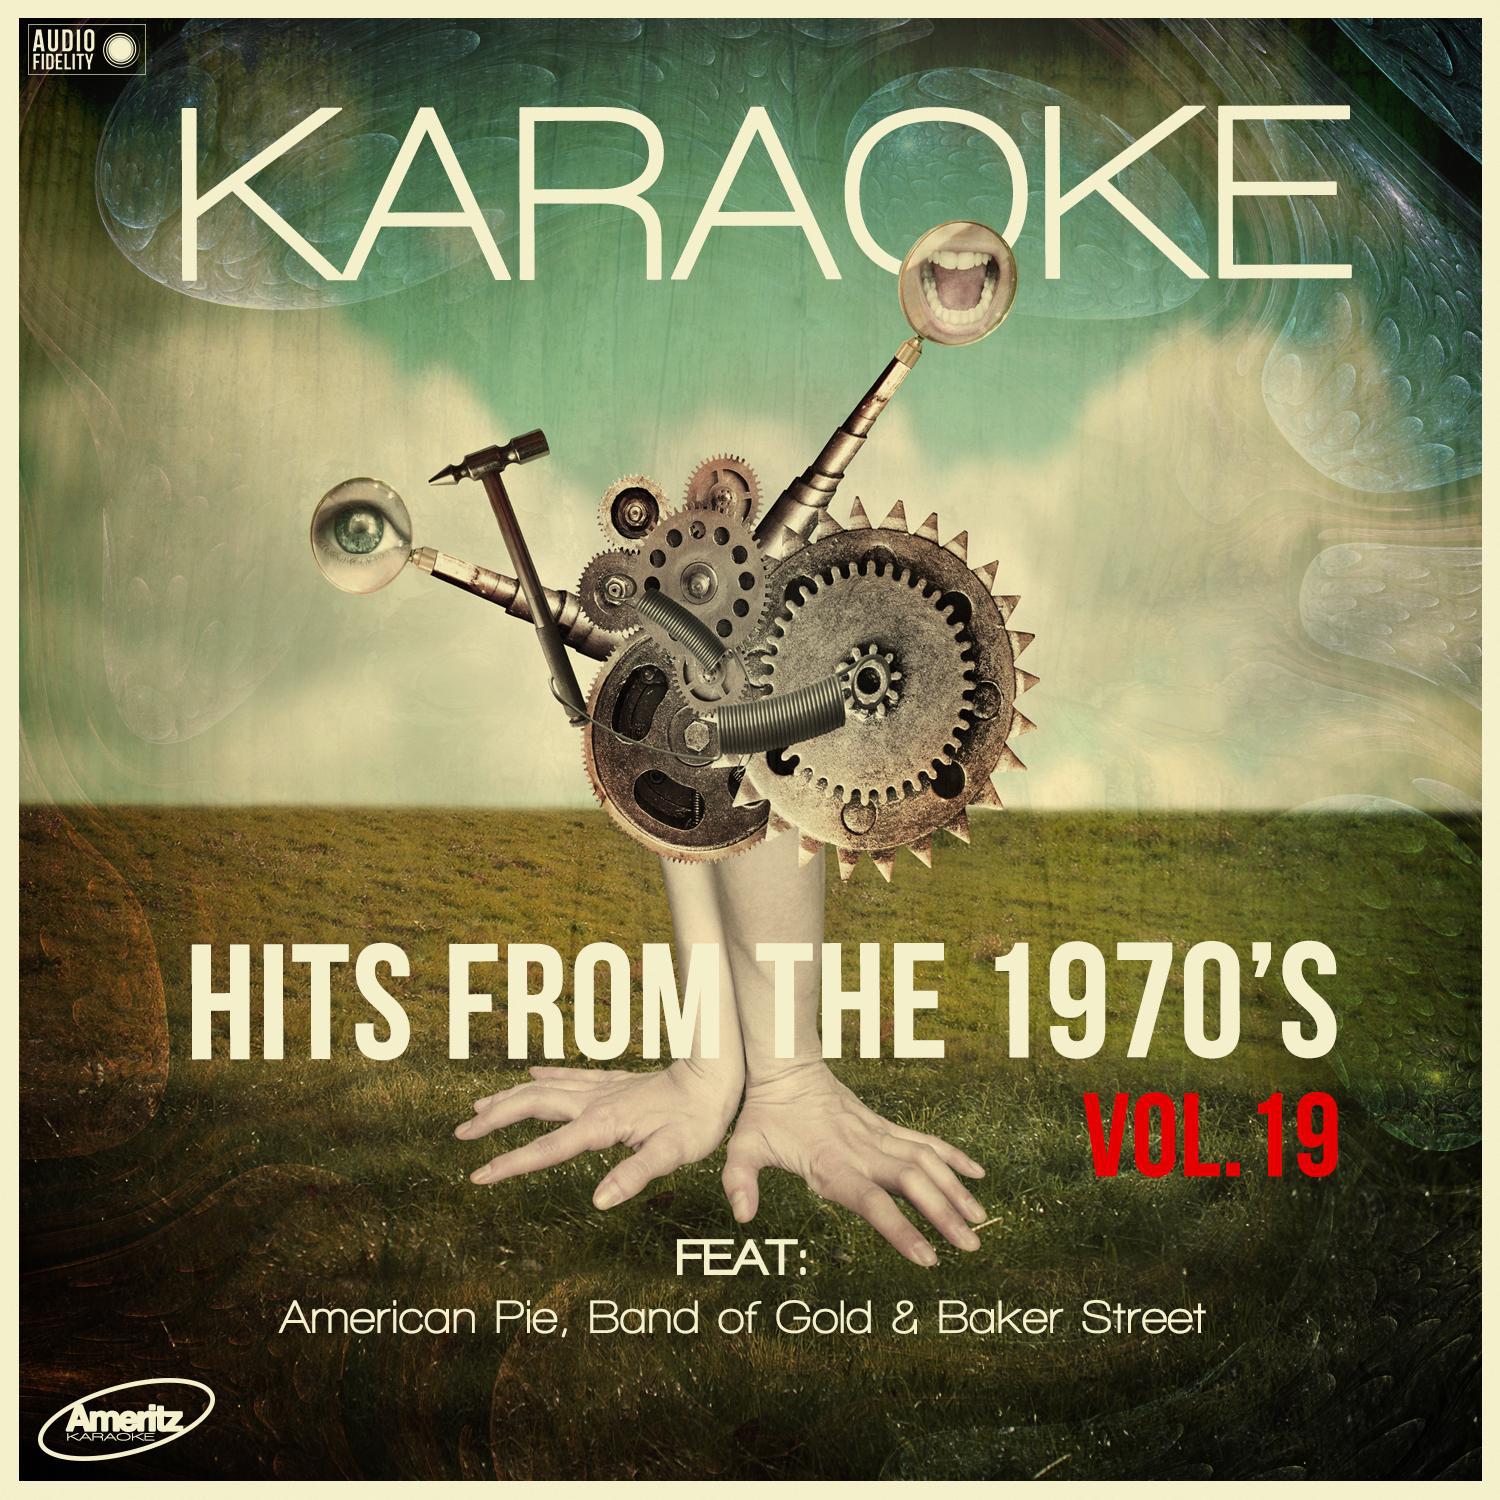 AUDIO
FIDELITY
KARAOKE
HITS FROM THE 1970'S
VOL. 19
FEAT:
American Pie, Band of Gold & Baker Street
Ameritz
KARAOKE